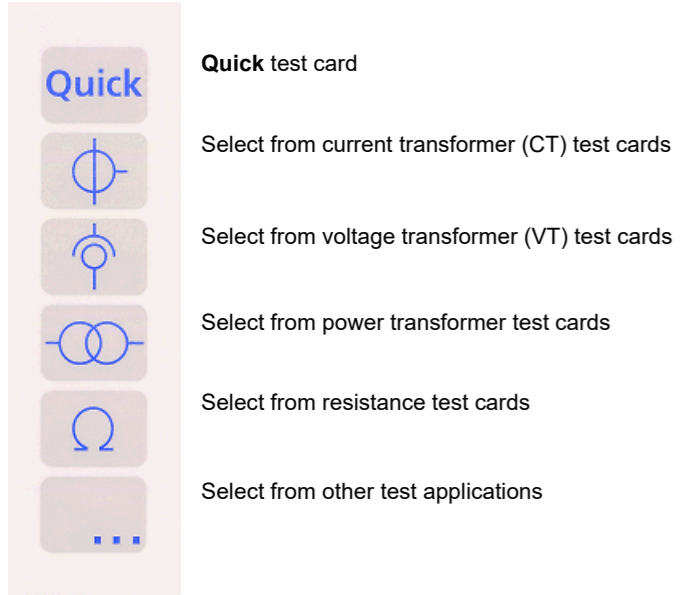 Quick
Quick test card
Select from current transformer (CT) test cards
Select from voltage transformer (VT) test cards
Select from power transformer test cards
Ω
Select from resistance test cards
...
Select from other test applications